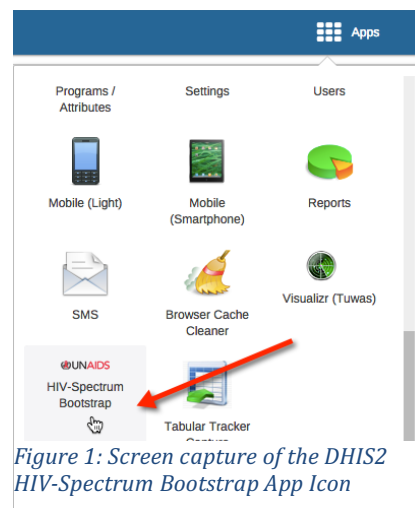 Apps
Programs /
Attributes
Settings
Users
Mobile (Light)
Mobile
(Smartphone)
Reports
SMS
Browser Cache
Cleaner
Visualizr (Tuwas)
UNAIDS
HIV-Spectrum
Bootstrap
Tabular Tracker
Capture
Figure 1: Screen capture of the DHIS2
HIV-Spectrum Bootstrap App Icon